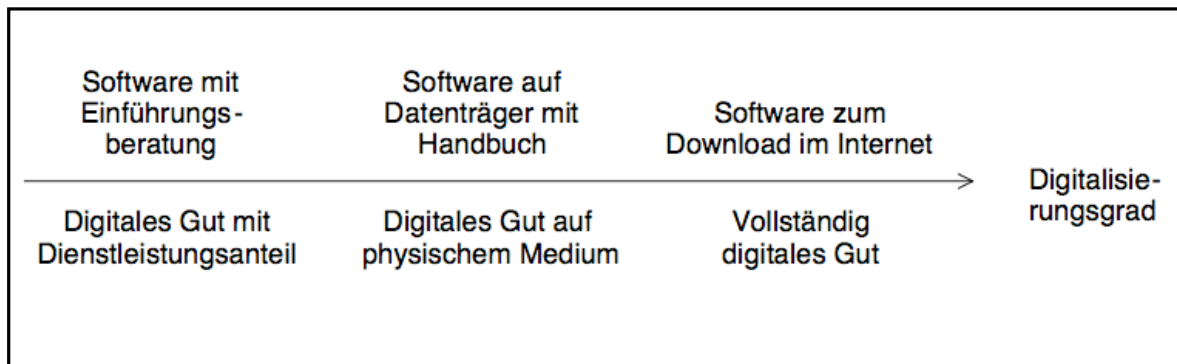 Software mit
Einführungs-
beratung
Software auf
Datenträger mit
Handbuch
Software zum
Download im Internet
Digitalisie-
rungsgrad
Digitales Gut mit
Dienstleistungsanteil
Digitales Gut auf
physischem Medium
Vollständig
digitales Gut